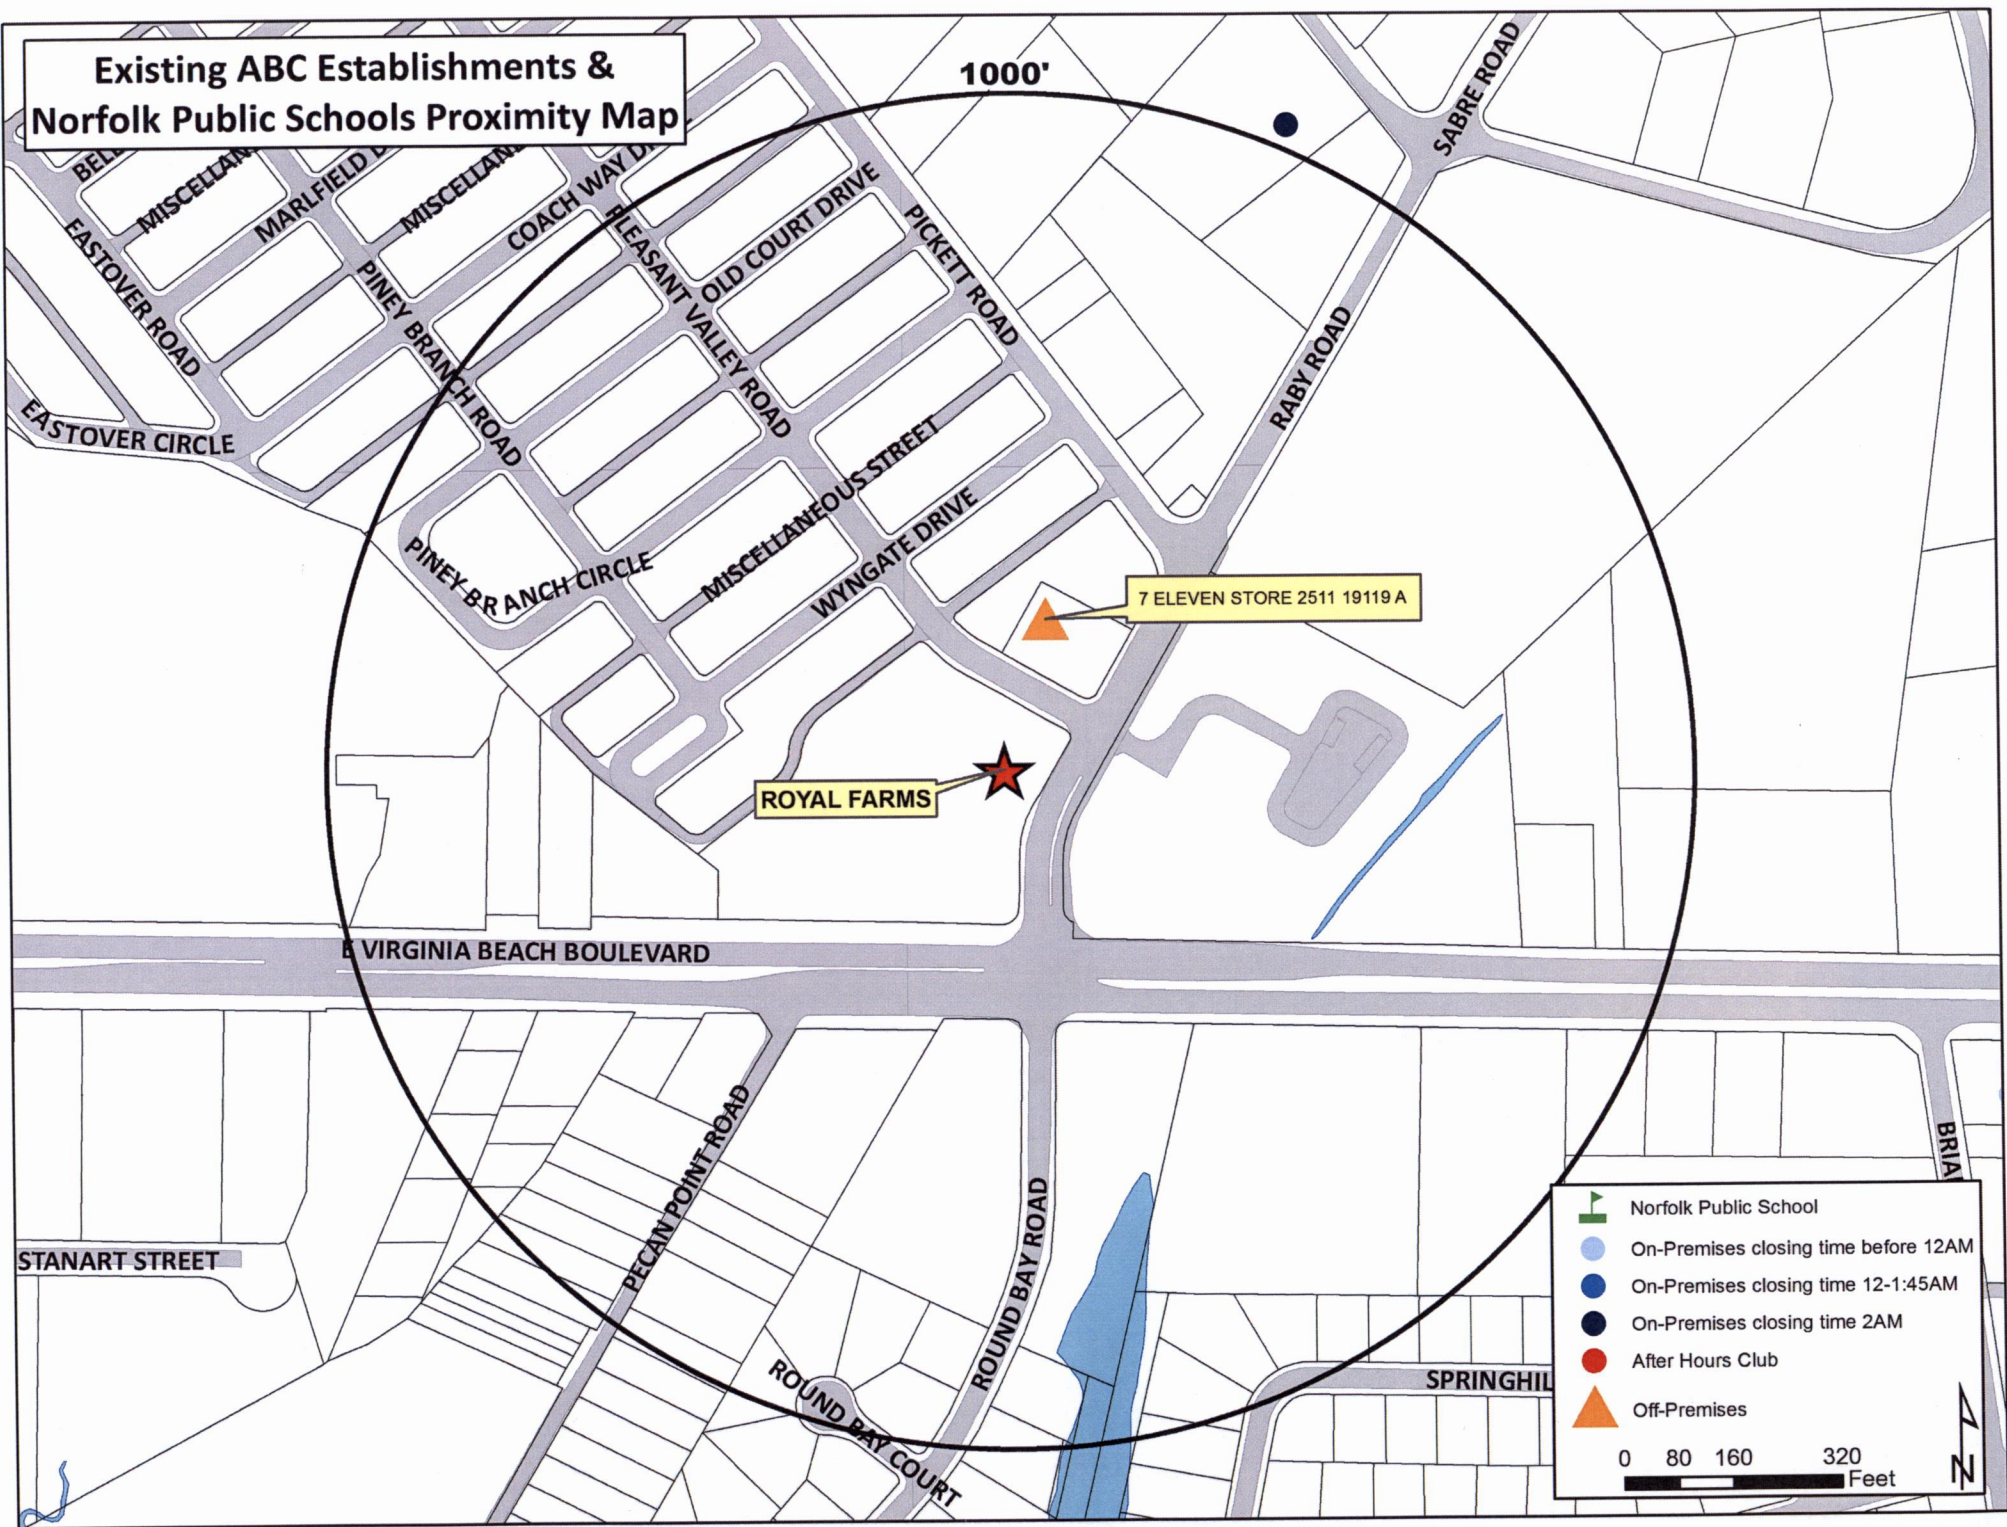 Existing ABC Establishments &
Norfolk Public Schools Proximity Map
1000'
SABRE ROAD
BELL
MISCELLAN
MARLFIELD D
MISCELLANE
COACH WAY D
EASTOVER ROAD
PLEASANT VALLEY ROAD
OLD COURT DRIVE
PICKETT ROAD
PINEY BRANCH ROAD
RABY ROAD
EASTOVER CIRCLE
MISCELLANEOUS STREET
WYNGATE DRIVE
PINEY BRANCH CIRCLE
7 ELEVEN STORE 2511 19119 A
ROYAL FARMS
E VIRGINIA BEACH BOULEVARD
PECAN POINT ROAD
BRIA
ROUND BAY ROAD
STANART STREET
ROUND BAY COURT
SPRINGHIL
Norfolk Public School
On-Premises closing time before 12AM
On-Premises closing time 12-1:45AM
On-Premises closing time 2AM
After Hours Club
Off-Premises
0 80 160 320
Feet
N